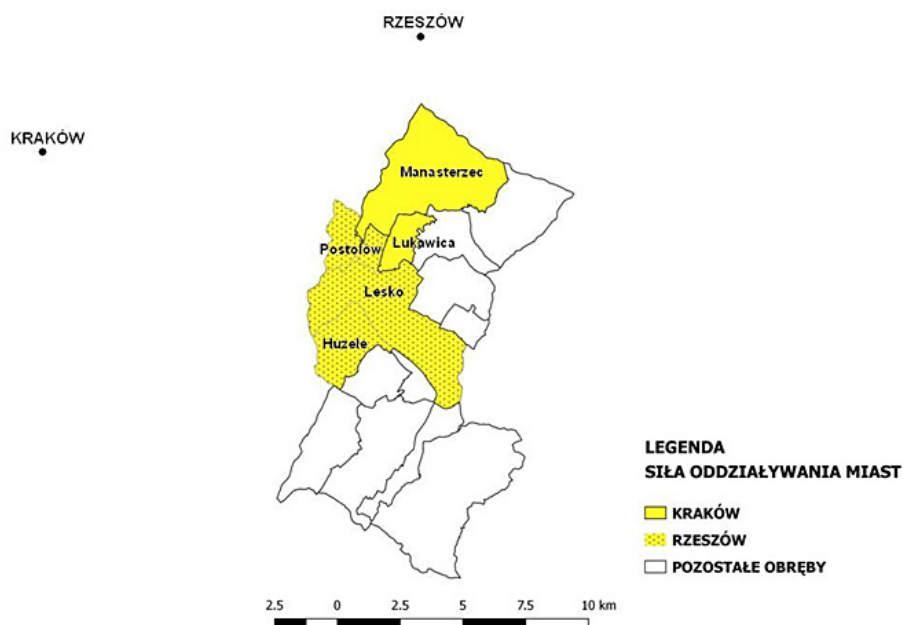 RZESZÓW
KRAKÓW
Manasterzec
Postołów
Łukawica
Lesko
Huzele
LEGENDA
SIŁA ODDZIAŁYWANIA MIAST
KRAKÓW
RZESZÓW
POZOSTAŁE OBRĘBY
2.5 0 2.5 5 7.5 10 km